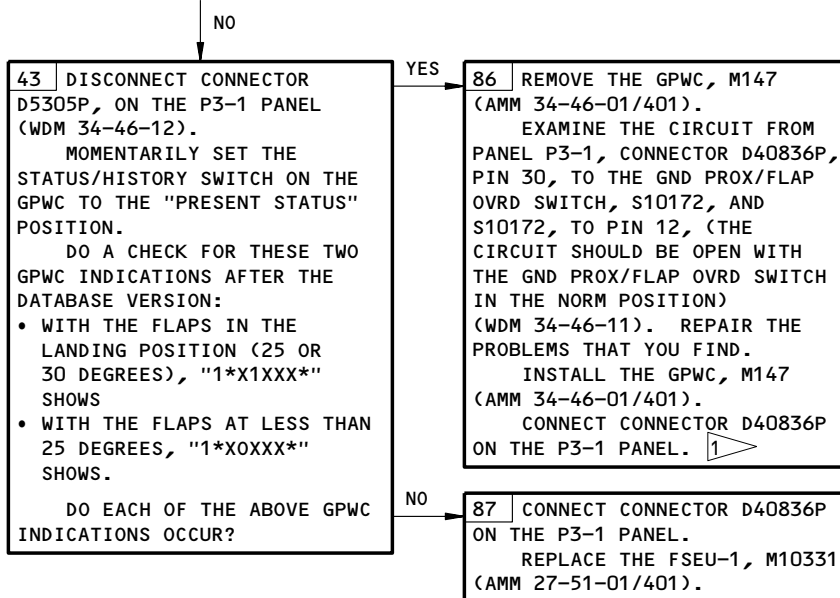 NO
43 DISCONNECT CONNECTOR
D5305P, ON THE P3-1 PANEL
(WDM 34-46-12).
MOMENTARILY SET THE
STATUS/HISTORY SWITCH ON THE
GPWC TO THE "PRESENT STATUS"
POSITION.
DO A CHECK FOR THESE TWO
GPWC INDICATIONS AFTER THE
DATABASE VERSION:
• WITH THE FLAPS IN THE
LANDING POSITION (25 OR
30 DEGREES), "1*X1XXX*"
SHOWS
• WITH THE FLAPS AT LESS THAN
25 DEGREES, "1*X0XXX*"
SHOWS.
DO EACH OF THE ABOVE GPWC
INDICATIONS OCCUR?
YES
86 REMOVE THE GPWC, M147
(AMM 34-46-01/401).
EXAMINE THE CIRCUIT FROM
PANEL P3-1, CONNECTOR D40836P,
PIN 30, TO THE GND PROX/FLAP
OVRD SWITCH, S10172, AND
S10172, TO PIN 12, (THE
CIRCUIT SHOULD BE OPEN WITH
THE GND PROX/FLAP OVRD SWITCH
IN THE NORM POSITION)
(WDM 34-46-11). REPAIR THE
PROBLEMS THAT YOU FIND.
INSTALL THE GPWC, M147
(AMM 34-46-01/401).
CONNECT CONNECTOR D40836P
ON THE P3-1 PANEL. 1
NO
87 CONNECT CONNECTOR D40836P
ON THE P3-1 PANEL.
REPLACE THE FSEU-1, M10331
(AMM 27-51-01/401).